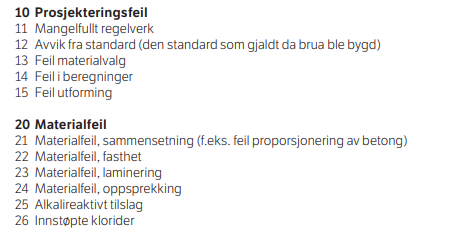 10 Prosjekteringsfeil
11 Mangelfullt regelverk
12 Avvik fra standard (den standard som gjaldt da brua ble bygd)
13 Feil materialvalg
14 Feil i beregninger
15 Feil utforming
20 Materialfeil
21 Materialfeil, sammensetning (f.eks. feil proporsjonering av betong)
22 Materialfeil, fasthet
23 Materialfeil, laminering
24 Materialfeil, oppsprekking
25 Alkalireaktivt tilslag
26 Innstøpte klorider